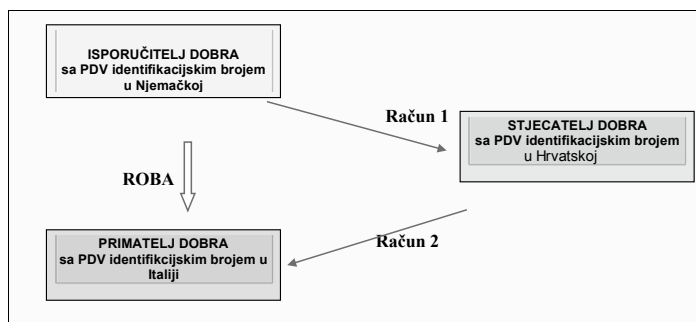 ISPORUČITELJ DOBRA
sa PDV identifikacijskim brojem
u Njemačkoj
Račun 1
STJECATELJ DOBRA
sa PDV identifikacijskim brojem
u Hrvatskoj
ROBA
PRIMATELJ DOBRA
sa PDV identifikcijskim brojem u
Italiji
Račun 2